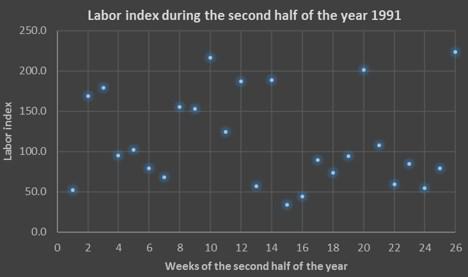 Labor index during the second half of the year 1991
250.0
200.0
150.0
100.0
50.0
0.0
Labor index
0 2 4 6 8 10 12 14 16 18 20 22 24 26
Weeks of the second half of the year